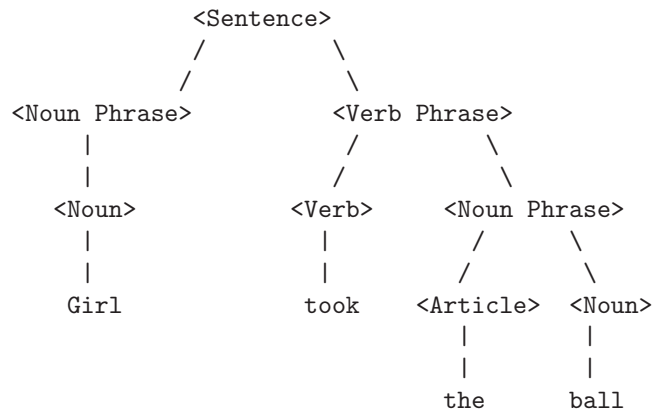 <Sentence>
<Noun Phrase> <Verb Phrase>
<Noun> <Verb> <Noun Phrase>
Girl took <Article> <Noun>
the ball